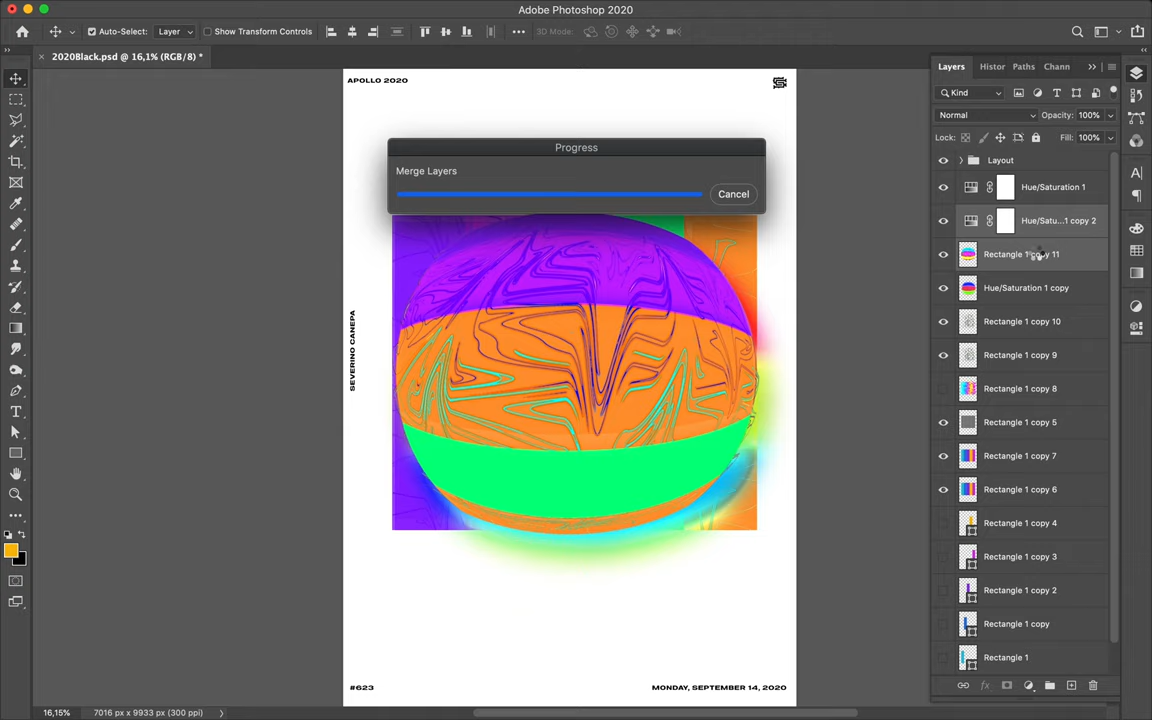 Adobe Photoshop 2020
Auto-Select: Layer Show Transform Controls 3D Mode:
2020Black.psd @ 16,1% (RGB/8) *
Layers Histor Paths Chann
Kind
Normal Opacity: 100%
Lock: Fill: 100%
Layout
Hue/Saturation 1
Hue/Satu...1 copy 2
Rectangle 1 copy 11
Hue/Saturation 1 copy
Rectangle 1 copy 10
Rectangle 1 copy 9
Rectangle 1 copy 8
Rectangle 1 copy 5
Rectangle 1 copy 7
Rectangle 1 copy 6
Rectangle 1 copy 4
Rectangle 1 copy 3
Rectangle 1 copy 2
Rectangle 1 copy
Rectangle 1
APOLLO 2020
Progress
Merge Layers
Cancel
SEVERINO CANEPA
#623
MONDAY, SEPTEMBER 14, 2020
16,15% 7016 px x 9933 px (300 ppi)